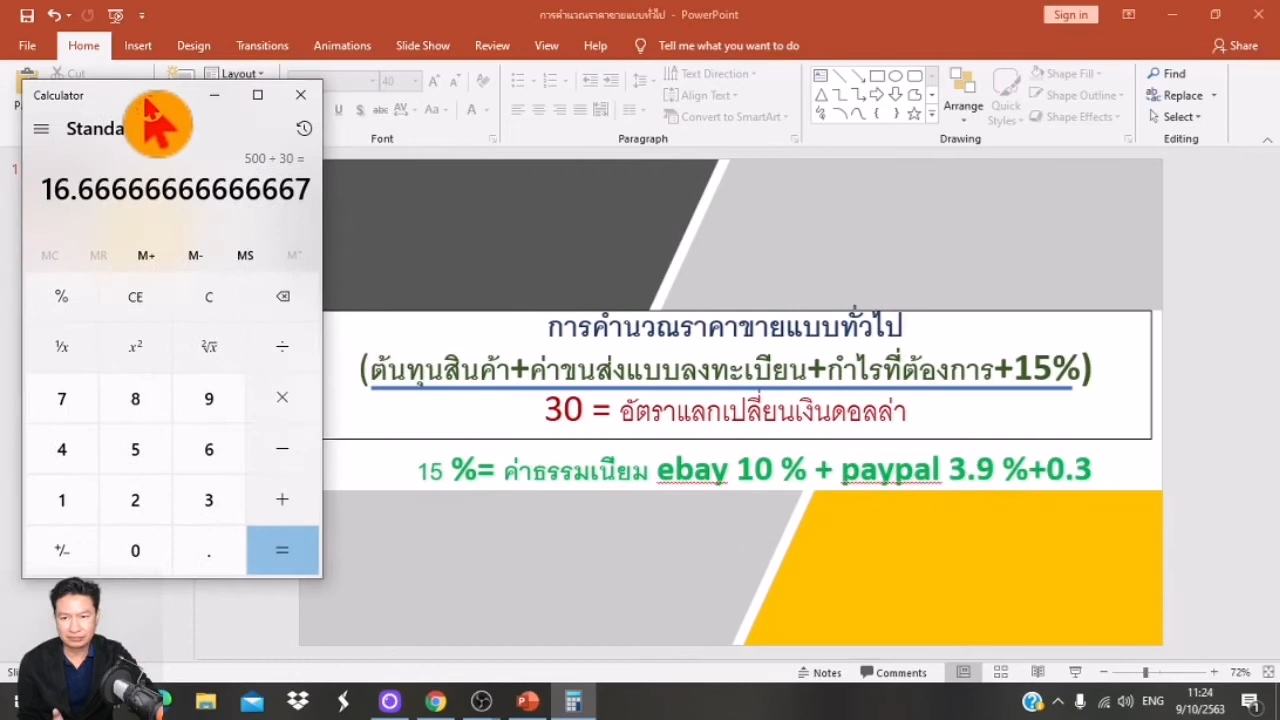 การคำนวณราคาขายแบบทั่วไป - PowerPoint
Sign in
File Home Insert Design Transitions Animations Slide Show Review View Help Tell me what you want to do Share
Cut
Layout
40
Aa
A
Text Direction
Align Text
Convert to SmartArt
Arrange
Quick Styles
Shape Fill
Shape Outline
Shape Effects
Find
Replace
Select
Font
Paragraph
Drawing
Editing
Calculator
Standa
500 ÷ 30 =
16.66666666666667
MC MR M+ M- MS
% CE C
¹/x x² ²√x ÷
7 8 9 ×
4 5 6 −
1 2 3 +
+/− 0 . =
1
การคำนวณราคาขายแบบทั่วไป
(ต้นทุนสินค้า+ค่าขนส่งแบบลงทะเบียน+กำไรที่ต้องการ+15%)
30 = อัตราแลกเปลี่ยนเงินดอลล่า
15 %= ค่าธรรมเนียม ebay 10 % + paypal 3.9 %+0.3
Notes
Comments
72%
ENG
11:24
9/10/2563